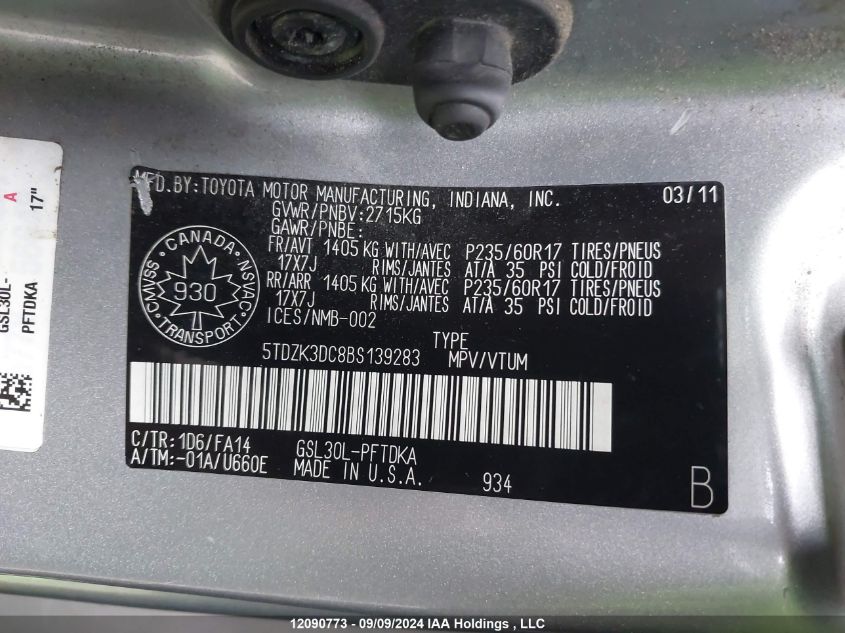 A
17"
GSL30L-
PFTDKA
MFD.BY:TOYOTA MOTOR MANUFACTURING, INDIANA, INC. 03/11
GVWR/PNBV:2715KG
GAWR/PNBE:
FR/AVT 1405 KG WITH/AVEC P235/60R17 TIRES/PNEUS
17X7J RIMS/JANTES AT/A 35 PSI COLD/FROID
RR/ARR 1405 KG WITH/AVEC P235/60R17 TIRES/PNEUS
17X7J RIMS/JANTES AT/A 35 PSI COLD/FROID
ICES/NMB-002
CANADA
CMVSS NSVAC
930
TRANSPORT
TYPE
5TDZK3DC8BS139283 MPV/VTUM
C/TR:1D6/FA14 GSL30L-PFTDKA
A/TM:-01A/U660E MADE IN U.S.A. 934
B
12090773 - 09/09/2024 IAA Holdings , LLC